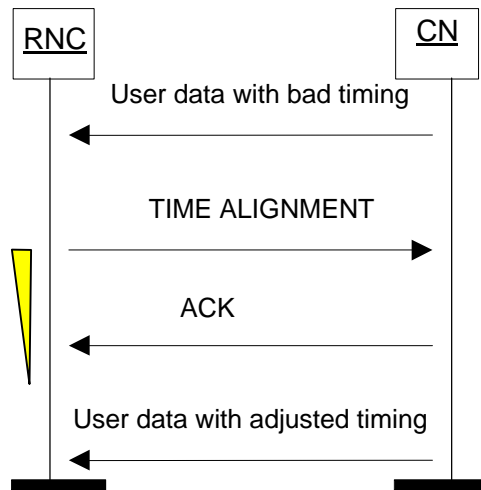 RNC
CN
User data with bad timing
TIME ALIGNMENT
ACK
User data with adjusted timing